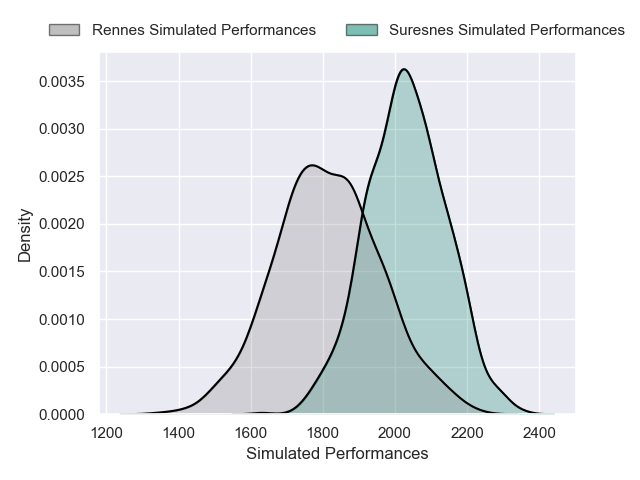 Rennes Simulated Performances Suresnes Simulated Performances
0.0035
0.0030
0.0025
0.0020
0.0015
0.0010
0.0005
0.0000
Density
1200 1400 1600 1800 2000 2200 2400
Simulated Performances